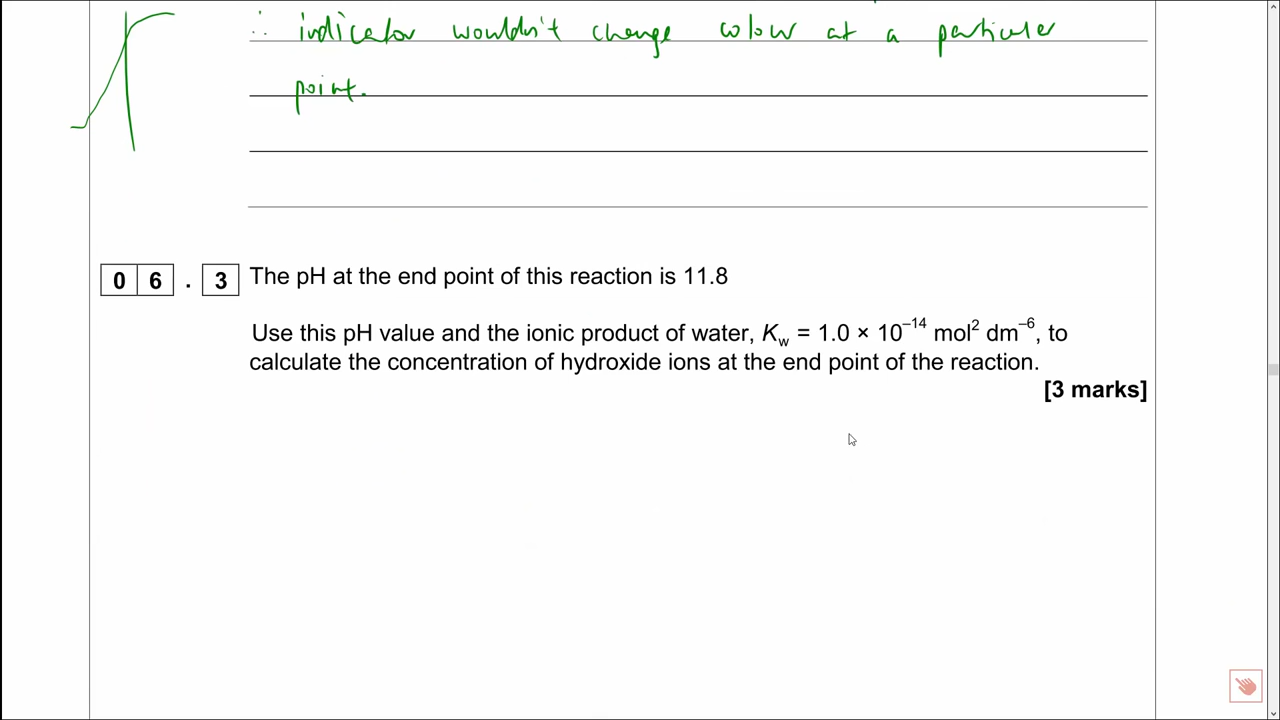 ∴ indicator wouldn't change colour at a particular
point.
06.3 The pH at the end point of this reaction is 11.8
Use this pH value and the ionic product of water, Kw = 1.0 × 10⁻¹⁴ mol² dm⁻⁶, to
calculate the concentration of hydroxide ions at the end point of the reaction.
[3 marks]